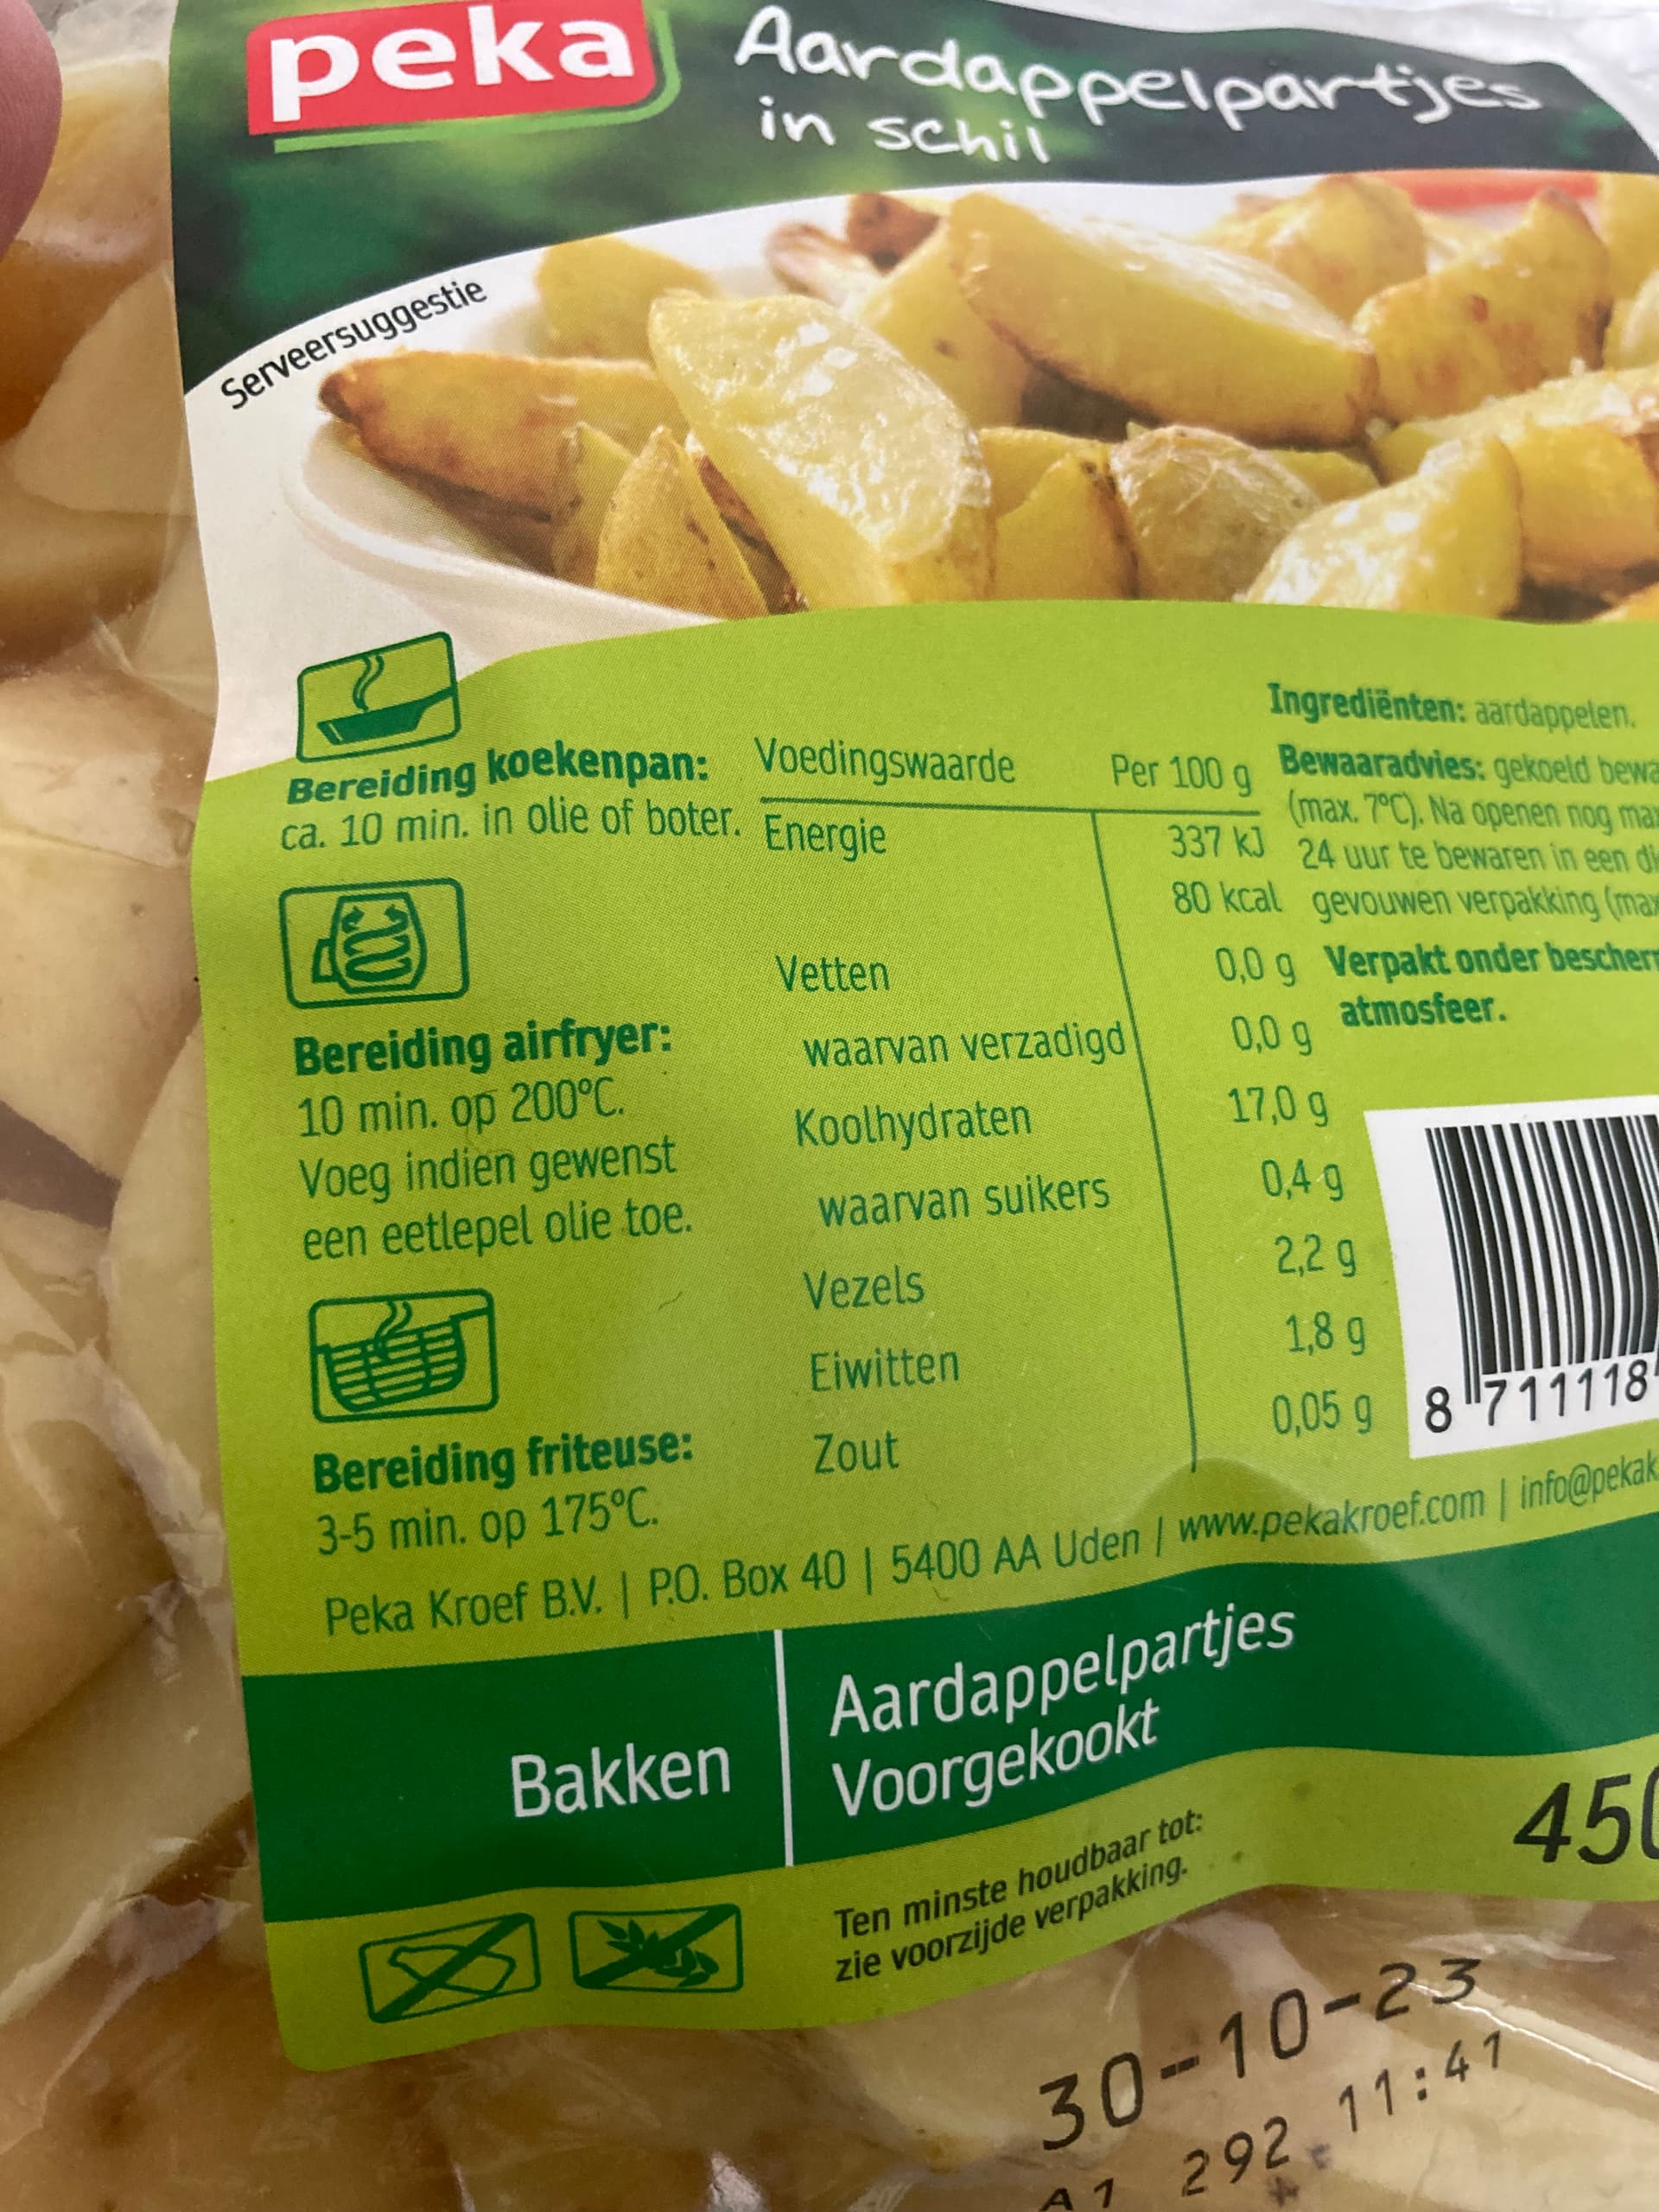 peka
Aardappelpartjes
in schil
Serveersuggestie
Bereiding koekenpan:
ca. 10 min. in olie of boter.
Bereiding airfryer:
10 min. op 200°C.
Voeg indien gewenst
een eetlepel olie toe.
Bereiding friteuse:
3-5 min. op 175°C.
Voedingswaarde Per 100 g
Energie 337 kJ
80 kcal
Vetten 0,0 g
waarvan verzadigd 0,0 g
Koolhydraten 17,0 g
waarvan suikers 0,4 g
Vezels 2,2 g
Eiwitten 1,8 g
Zout 0,05 g
Ingrediënten: aardappelen.
Bewaaradvies: gekoeld
(max. 7°C). Na openen nog
24 uur te bewaren in een
gevouwen verpakking
Verpakt onder
atmosfeer.
8 711118
Peka Kroef B.V. | P.O. Box 40 | 5400 AA Uden | www.pekakroef.com |
Bakken
Aardappelpartjes
Voorgekookt
Ten minste houdbaar tot:
zie voorzijde verpakking.
30-10-23
A1 292 11:41